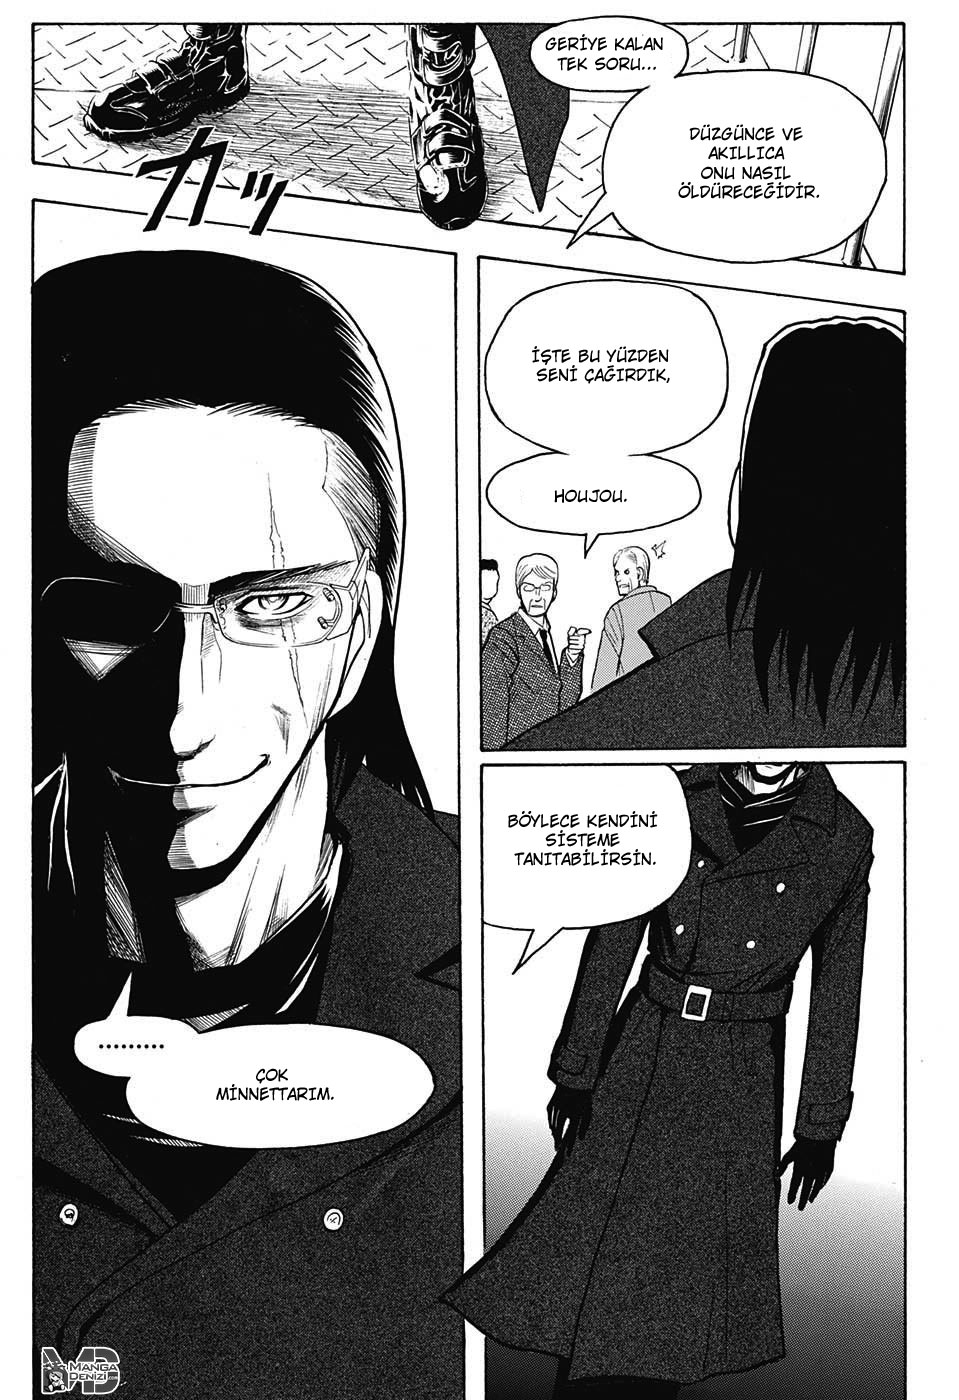 GERİYE KALAN
TEK SORU...
DÜZGÜNCE VE
AKILLICA
ONU NASIL
ÖLDÜRECEĞİDİR.
カッ
İŞTE BU YÜZDEN
SENİ ÇAĞIRDIK,
HOUJOU.
BÖYLECE KENDİNİ
SİSTEME
TANITABİLİRSİN.
.........
ÇOK
MİNNETTARIM.
MANGA
DENİZİ.com